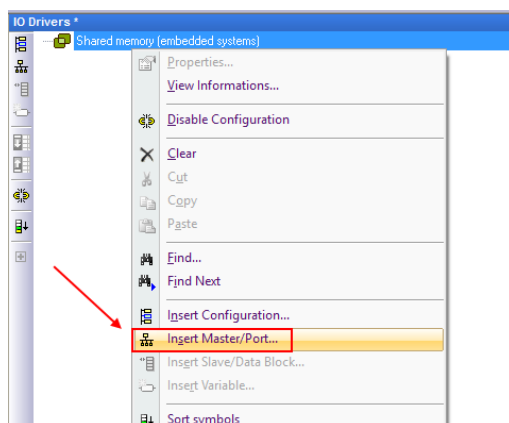 IO Drivers *
Shared memory (embedded systems)
Properties...
View Informations...
Disable Configuration
Clear
Cut
Copy
Paste
Find...
Find Next
Insert Configuration...
Insert Master/Port...
Insert Slave/Data Block...
Insert Variable...
Sort symbols